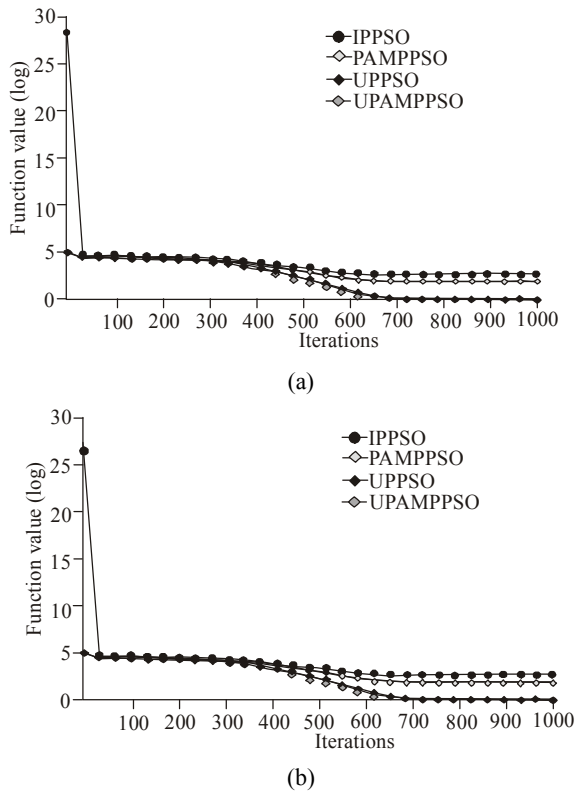 30
25
20
15
10
5
0
Function value (log)
IPPSO
PAMPPSO
UPPSO
UPAMPPSO
100 200 300 400 500 600 700 800 900 1000
Iterations
(a)
30
25
20
15
10
5
0
Function value (log)
IPPSO
PAMPPSO
UPPSO
UPAMPPSO
100 200 300 400 500 600 700 800 900 1000
Iterations
(b)